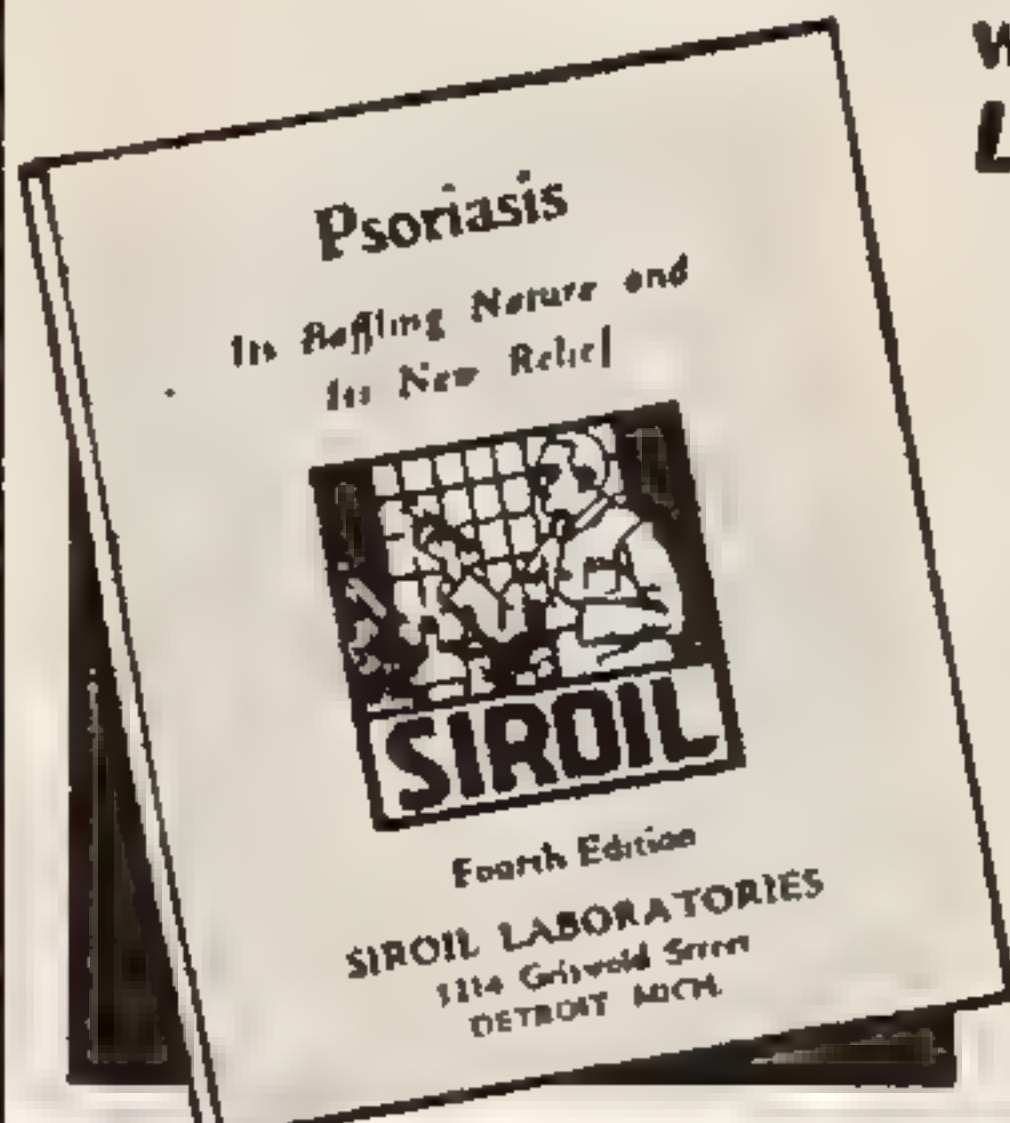 Psoriasis
Its Baffling Nature and
Its New Relief
SIROIL
Fourth Edition
SIROIL LABORATORIES
1214 Griswold Street
DETROIT MICH.
W
L